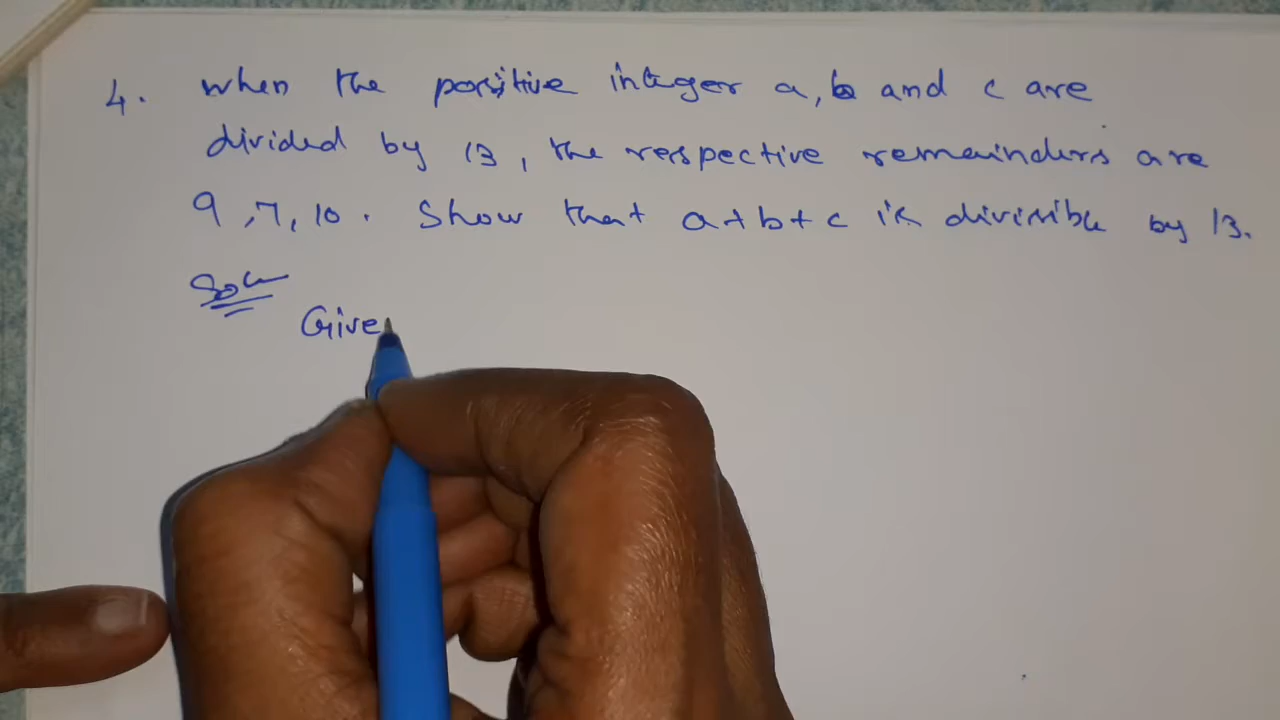 4. When the positive integer a, b and c are
divided by 13, the respective remainders are
9, 7, 10. Show that a + b + c is divisible by 13.
Soln
Give